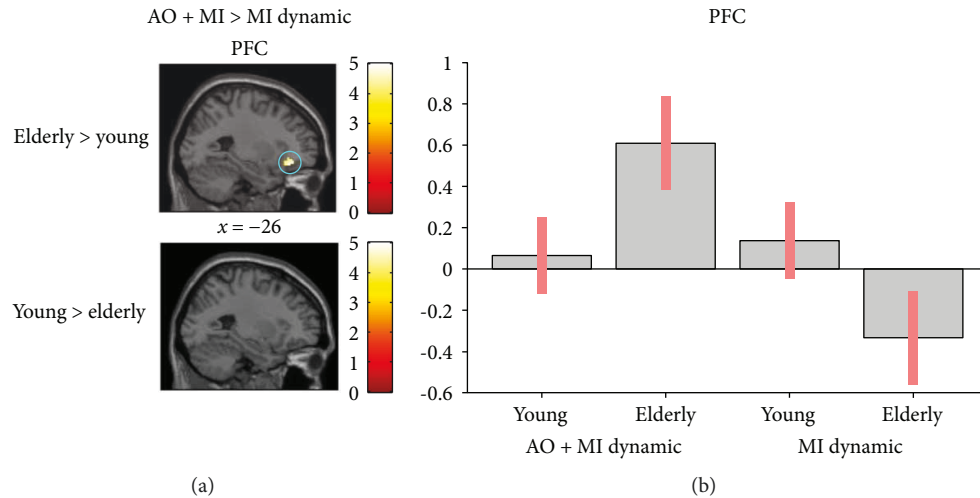 AO + MI > MI dynamic
PFC
Elderly > young
5
4
3
2
1
0
x = −26
Young > elderly
5
4
3
2
1
0
(a)
PFC
1
0.8
0.6
0.4
0.2
0
-0.2
-0.4
-0.6
Young Elderly Young Elderly
AO + MI dynamic MI dynamic
(b)